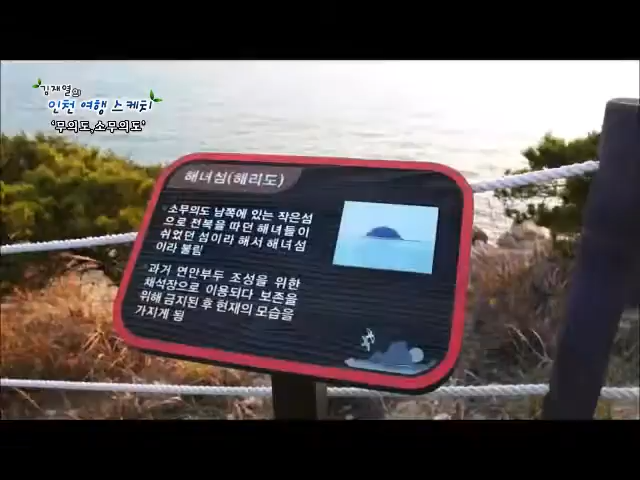 김재열의
인천 여행 스케치
'무의도,소무의도'
해녀섬(해리도)
소무의도 남쪽에 있는 작은섬
으로 전복을 따던 해녀들이
쉬었던 섬이라 해서 해녀섬
이라 불림
과거 연안부두 조성을 위한
채석장으로 이용되다 보존을
위해 금지된 후 현재의 모습을
가지게 됨